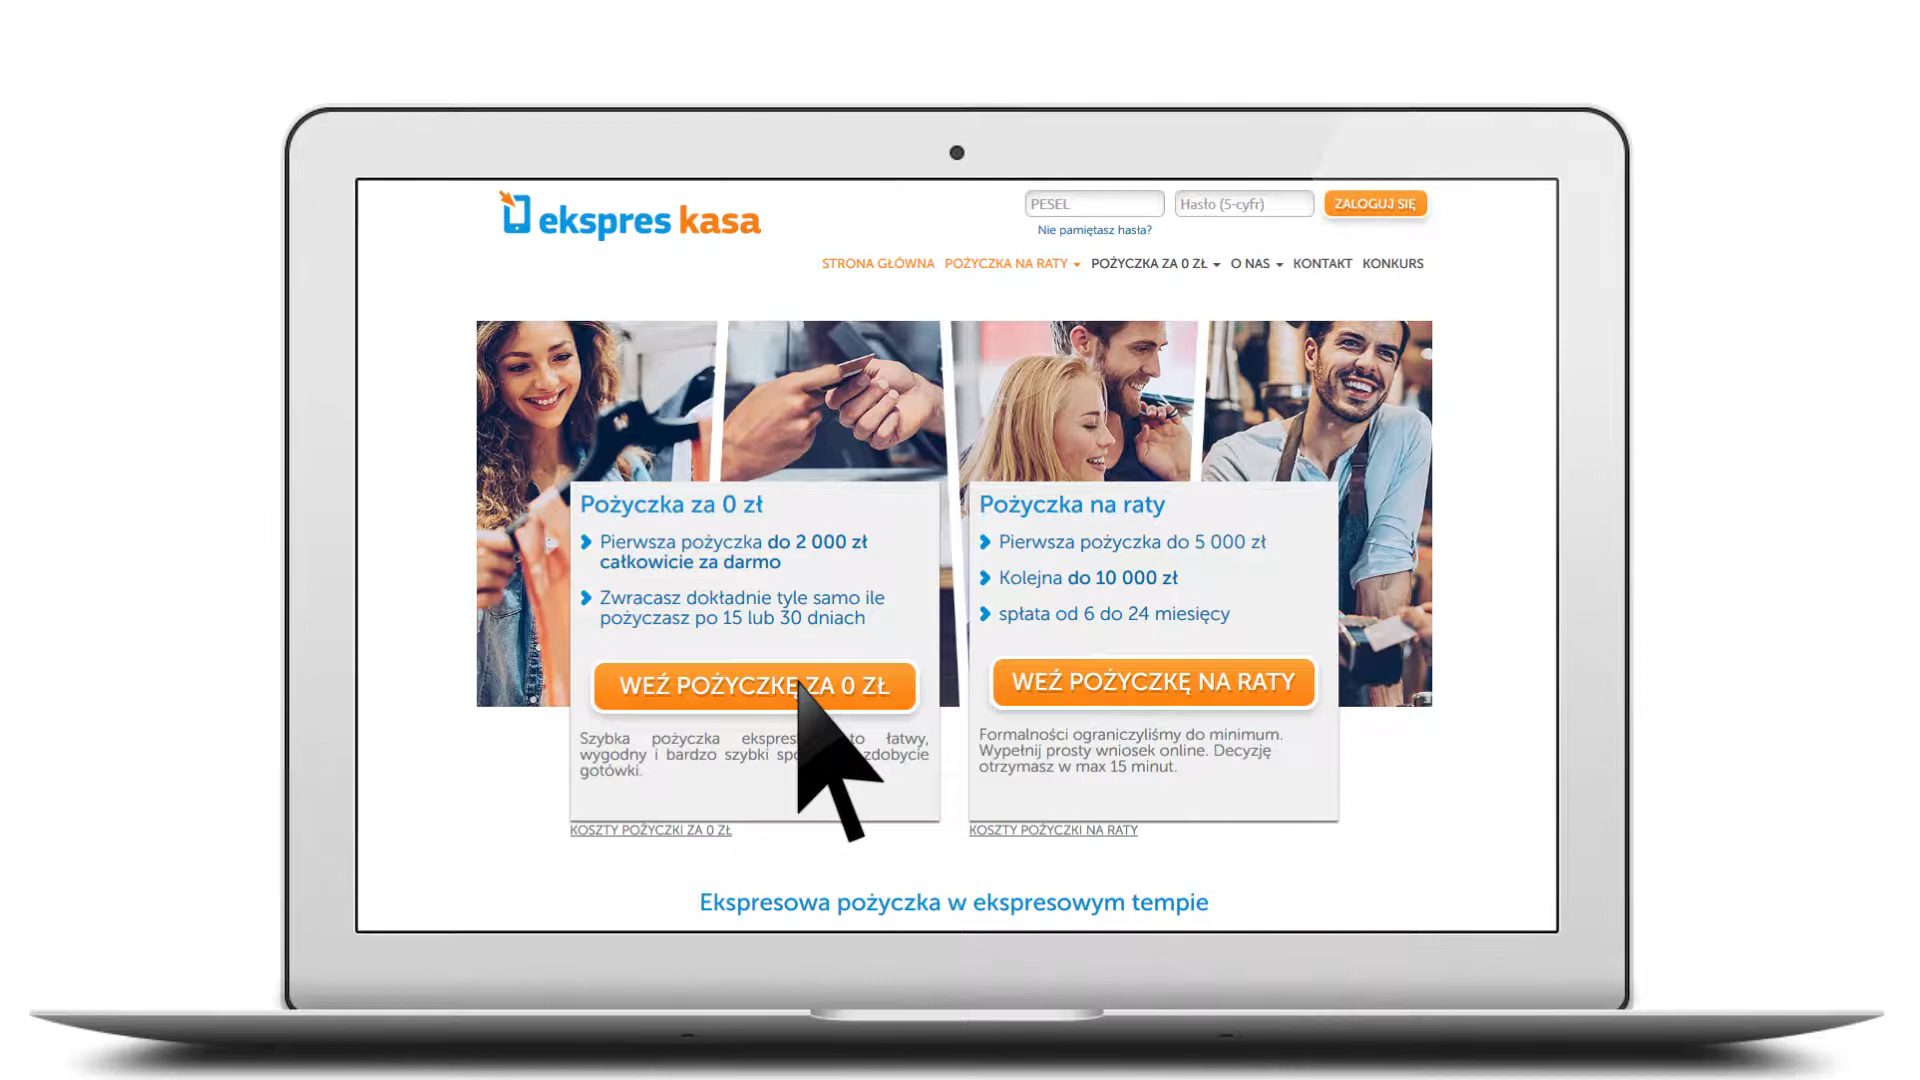 ekspres kasa
PESEL
Hasło (5-cyfr)
ZALOGUJ SIĘ
Nie pamiętasz hasła?
STRONA GŁÓWNA POŻYCZKA NA RATY POŻYCZKA ZA 0 ZŁ O NAS KONTAKT KONKURS
Pożyczka za 0 zł
Pierwsza pożyczka do 2 000 zł
całkowicie za darmo
Zwracasz dokładnie tyle samo ile
pożyczasz po 15 lub 30 dniach
WEŹ POŻYCZKĘ ZA 0 ZŁ
Szybka pożyczka to łatwy,
wygodny i bardzo szybki zdobycie
gotówki.
KOSZTY POŻYCZKI ZA 0 ZŁ
Pożyczka na raty
Pierwsza pożyczka do 5 000 zł
Kolejna do 10 000 zł
spłata od 6 do 24 miesięcy
WEŹ POŻYCZKĘ NA RATY
Formalności ograniczyliśmy do minimum.
Wypełnij prosty wniosek online. Decyzję
otrzymasz w max 15 minut.
KOSZTY POŻYCZKI NA RATY
Ekspresowa pożyczka w ekspresowym tempie